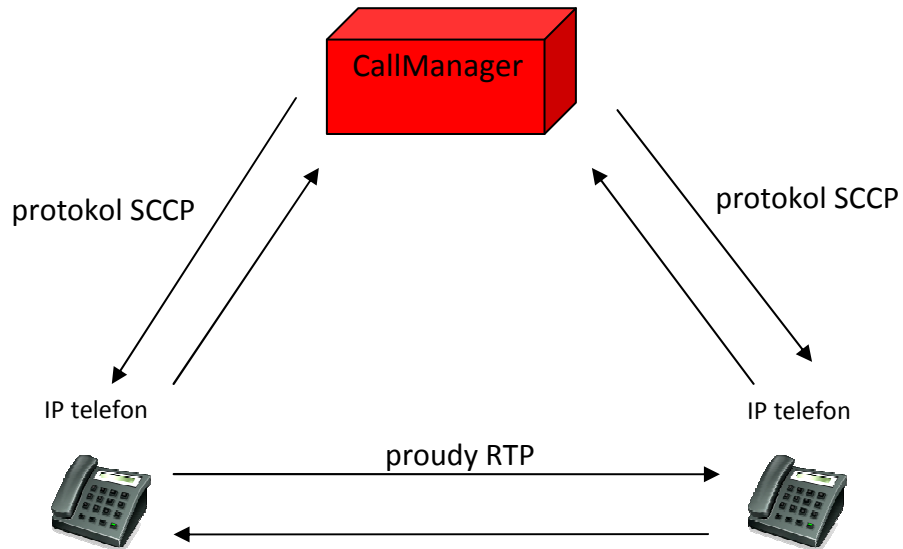 CallManager
protokol SCCP
protokol SCCP
IP telefon
IP telefon
proudy RTP